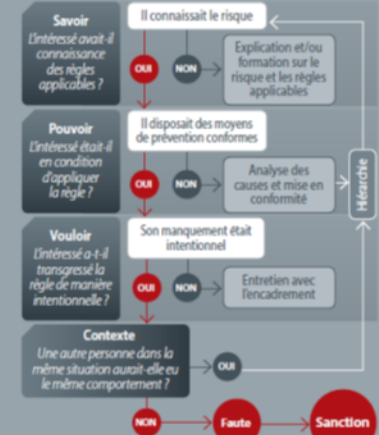 Savoir
L'intéressé avait-il
connaissance
des règles
applicables ?
Il connaissait le risque
OUI
NON
Explication et/ou
formation sur le
risque et les règles
applicables
Pouvoir
L'intéressé était-il
en condition
d'appliquer
la règle ?
Il disposait des moyens
de prévention conformes
OUI
NON
Analyse des
causes et mise en
conformité
Hiérarchie
Vouloir
L'intéressé a-t-il
transgressé la
règle de manière
intentionnelle ?
Son manquement était
intentionnel
OUI
NON
Entretien avec
l'encadrement
Contexte
Une autre personne dans la
même situation aurait-elle eu
le même comportement ?
OUI
NON
Faute
Sanction